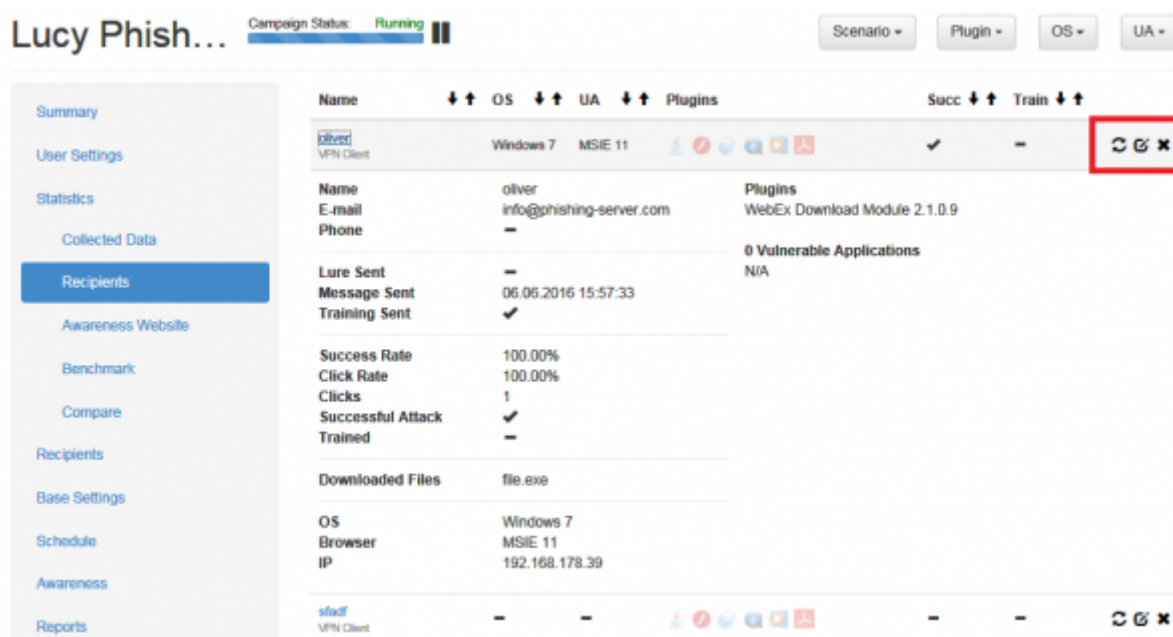 Lucy Phish...
Campaign Status: Running
Scenario
Plugin
OS
UA
Summary
User Settings
Statistics
Collected Data
Recipients
Awareness Website
Benchmark
Compare
Recipients
Base Settings
Schedule
Awareness
Reports
Name OS UA Plugins Succ Train
oliver Windows 7 MSIE 11
VPN Client
Name oliver
E-mail info@phishing-server.com
Phone –
Lure Sent –
Message Sent 06.06.2016 15:57:33
Training Sent ✔
Success Rate 100.00%
Click Rate 100.00%
Clicks 1
Successful Attack ✔
Trained –
Downloaded Files file.exe
OS Windows 7
Browser MSIE 11
IP 192.168.178.39
Plugins
WebEx Download Module 2.1.0.9
0 Vulnerable Applications
N/A
sfadf – – – –
VPN Client